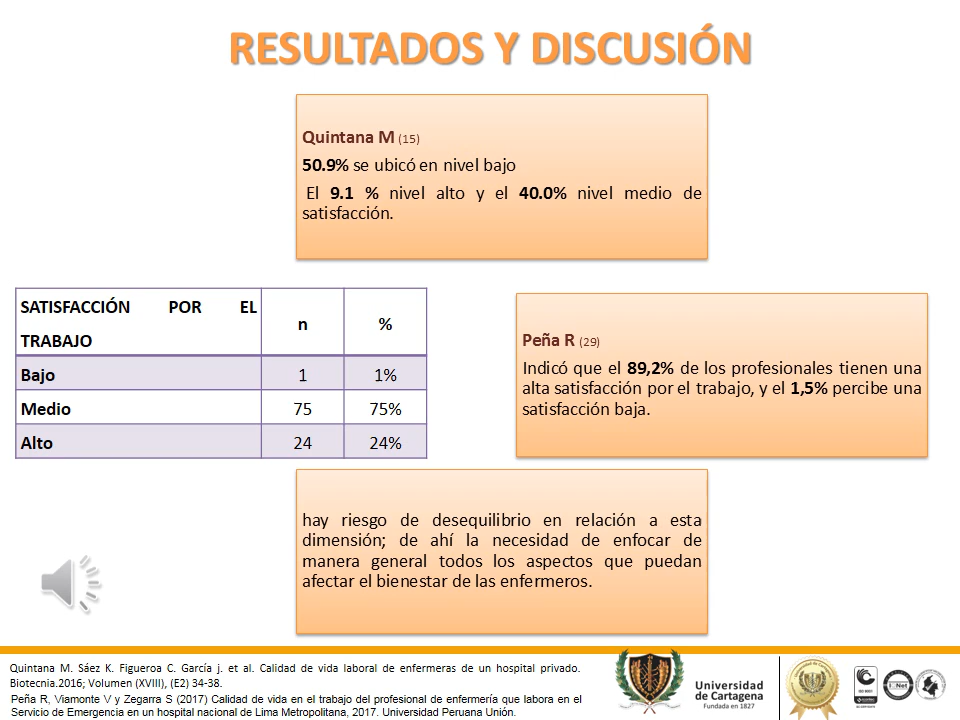 RESULTADOS Y DISCUSIÓN
Quintana M (15)
50.9% se ubicó en nivel bajo
El 9.1 % nivel alto y el 40.0% nivel medio de
satisfacción.
SATISFACCIÓN POR EL
TRABAJO
n
%
Bajo 1 1%
Medio 75 75%
Alto 24 24%
Peña R (29)
Indicó que el 89,2% de los profesionales tienen una
alta satisfacción por el trabajo, y el 1,5% percibe una
satisfacción baja.
hay riesgo de desequilibrio en relación a esta
dimensión; de ahí la necesidad de enfocar de
manera general todos los aspectos que puedan
afectar el bienestar de las enfermeros.
Quintana M. Sáez K. Figueroa C. García j. et al. Calidad de vida laboral de enfermeras de un hospital privado.
Biotecnia.2016; Volumen (XVIII), (E2) 34-38.
Peña R, Viamonte V y Zegarra S (2017) Calidad de vida en el trabajo del profesional de enfermería que labora en el
Servicio de Emergencia en un hospital nacional de Lima Metropolitana, 2017. Universidad Peruana Unión.
Universidad
de Cartagena
Fundada en 1827